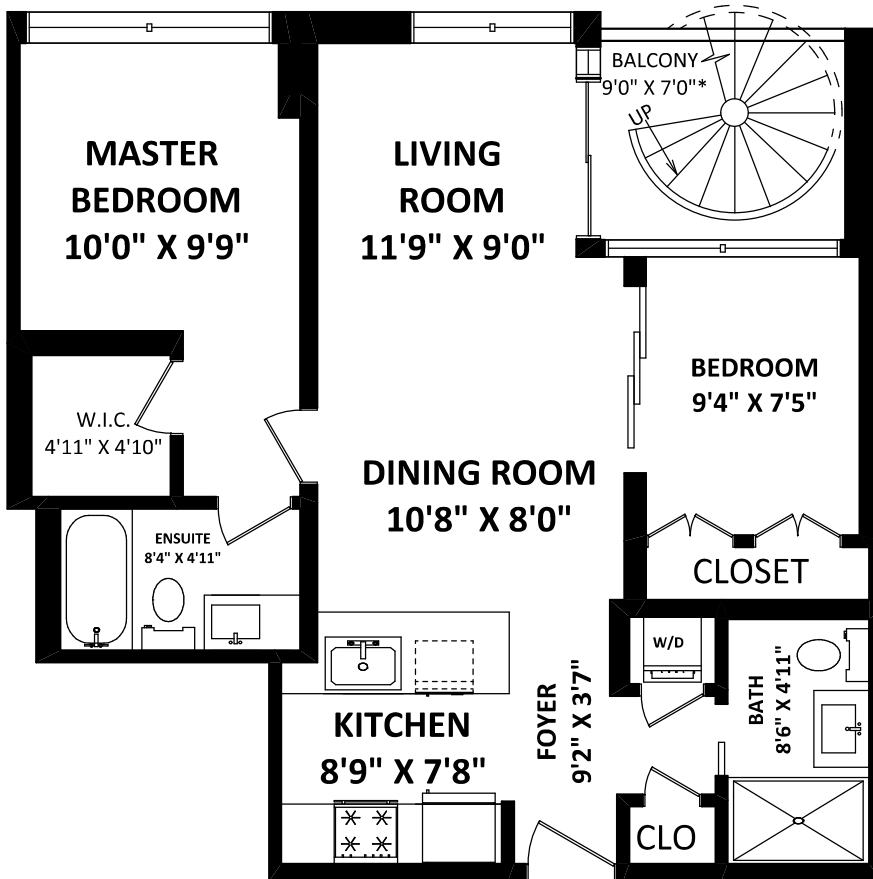 BALCONY
9'0" X 7'0"*
UP
MASTER
BEDROOM
10'0" X 9'9"
LIVING
ROOM
11'9" X 9'0"
BEDROOM
9'4" X 7'5"
W.I.C.
4'11" X 4'10"
DINING ROOM
10'8" X 8'0"
ENSUITE
8'4" X 4'11"
CLOSET
W/D
BATH
8'6" X 4'11"
FOYER
9'2" X 3'7"
KITCHEN
8'9" X 7'8"
CLO